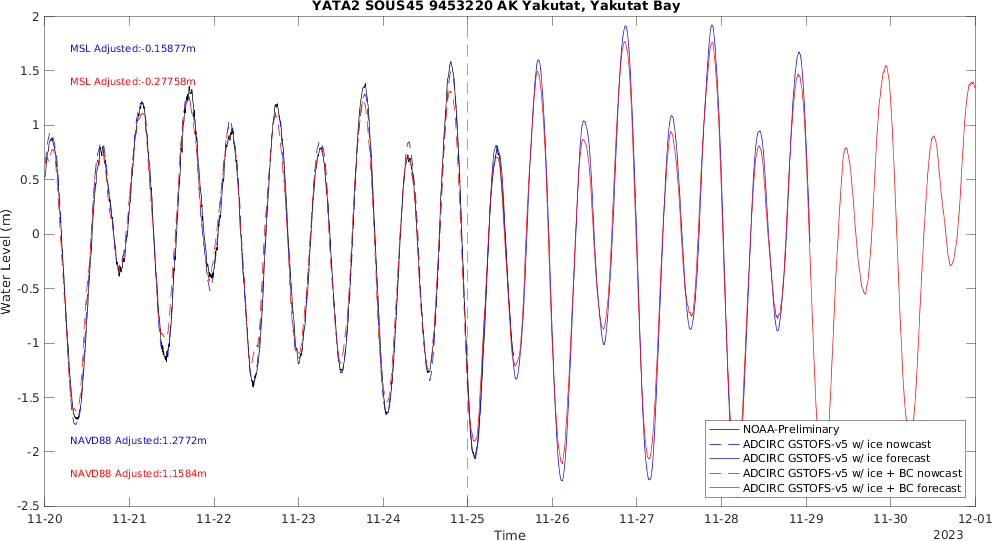 YATA2 SOUS45 9453220 AK Yakutat, Yakutat Bay
2
1.5
1
0.5
0
-0.5
-1
-1.5
-2
-2.5
Water Level (m)
MSL Adjusted:-0.15877m
MSL Adjusted:-0.27758m
NAVD88 Adjusted:1.2772m
NAVD88 Adjusted:1.1584m
NOAA-Preliminary
ADCIRC GSTOFS-v5 w/ ice nowcast
ADCIRC GSTOFS-v5 w/ ice forecast
ADCIRC GSTOFS-v5 w/ ice + BC nowcast
ADCIRC GSTOFS-v5 w/ ice + BC forecast
11-20 11-21 11-22 11-23 11-24 11-25 11-26 11-27 11-28 11-29 11-30 12-01
Time
2023